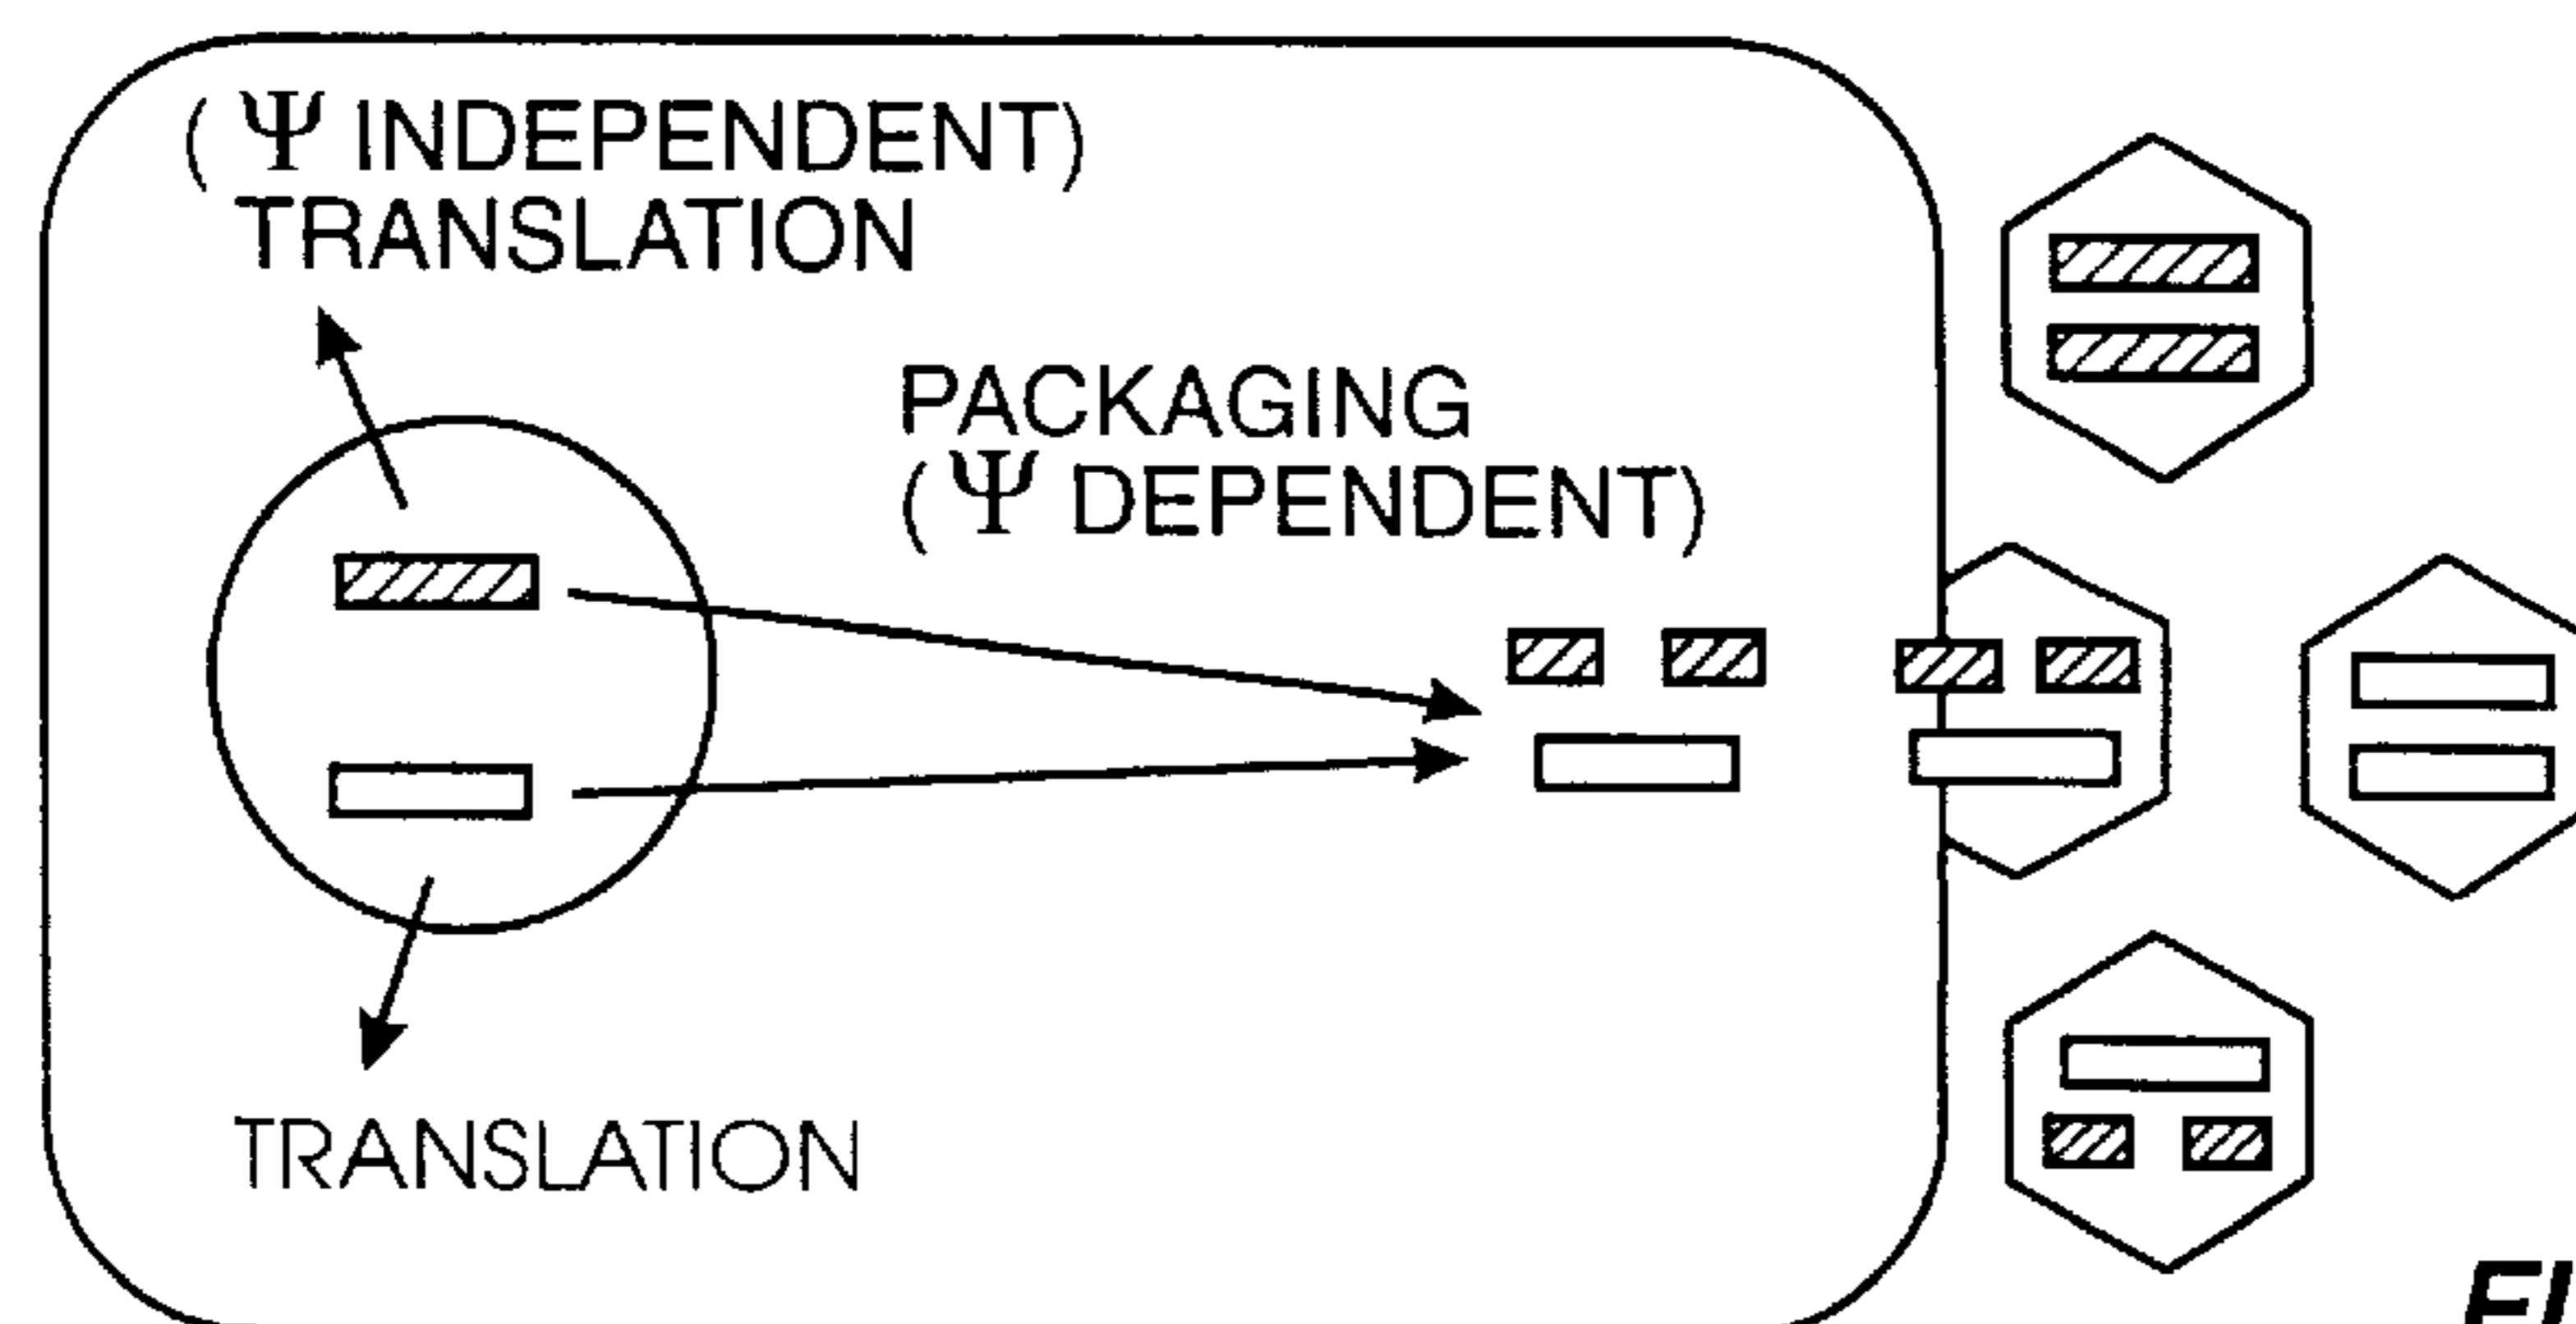 ( Ψ INDEPENDENT)
TRANSLATION
PACKAGING
( Ψ DEPENDENT)
TRANSLATION